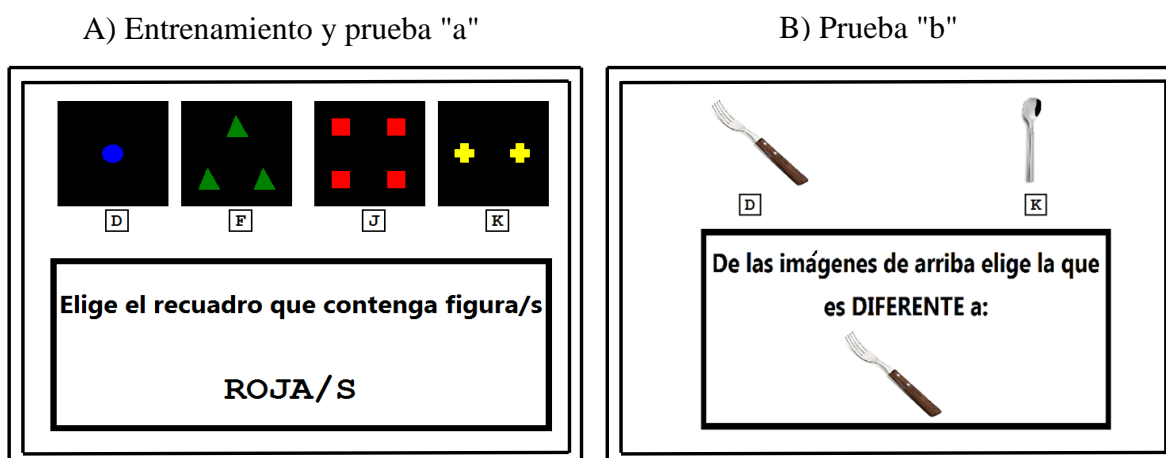 A) Entrenamiento y prueba "a"
D F J K
Elige el recuadro que contenga figura/s
ROJA/S
B) Prueba "b"
D K
De las imágenes de arriba elige la que
es DIFERENTE a: